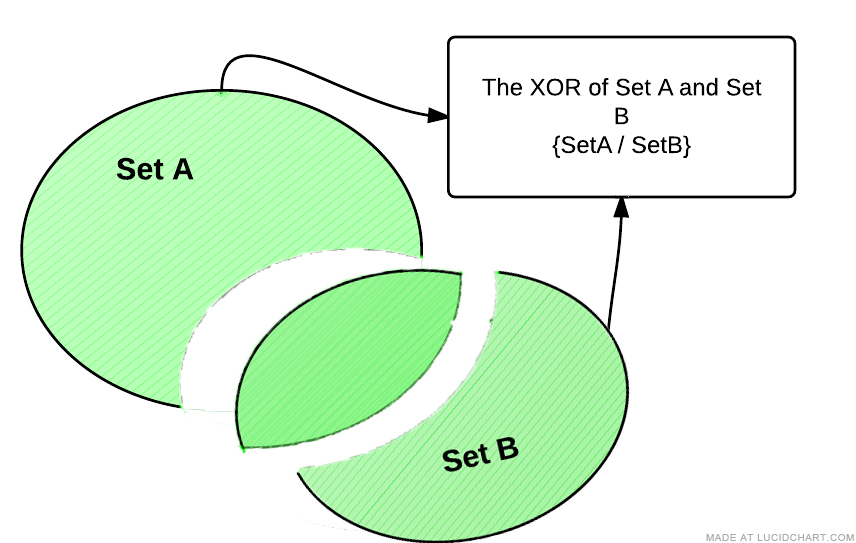 The XOR of Set A and Set
B
{SetA / SetB}
Set A
Set B
MADE AT LUCIDCHART.COM